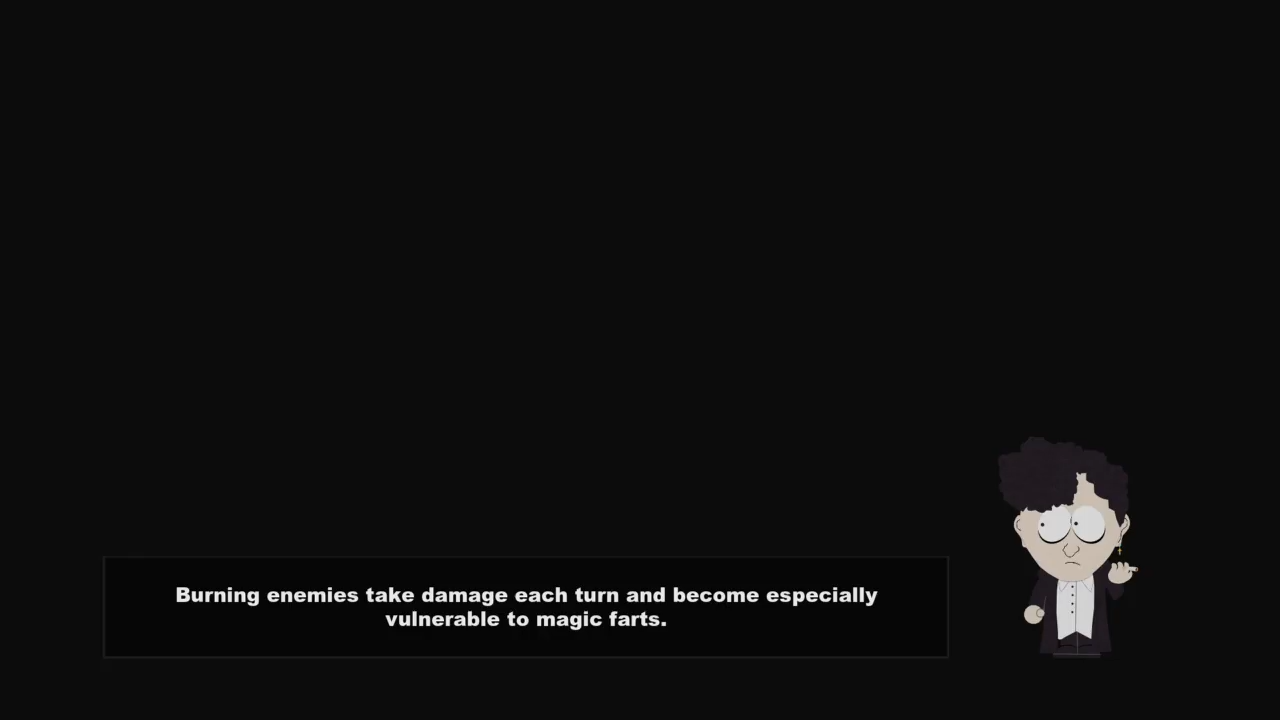 Burning enemies take damage each turn and become especially
vulnerable to magic farts.